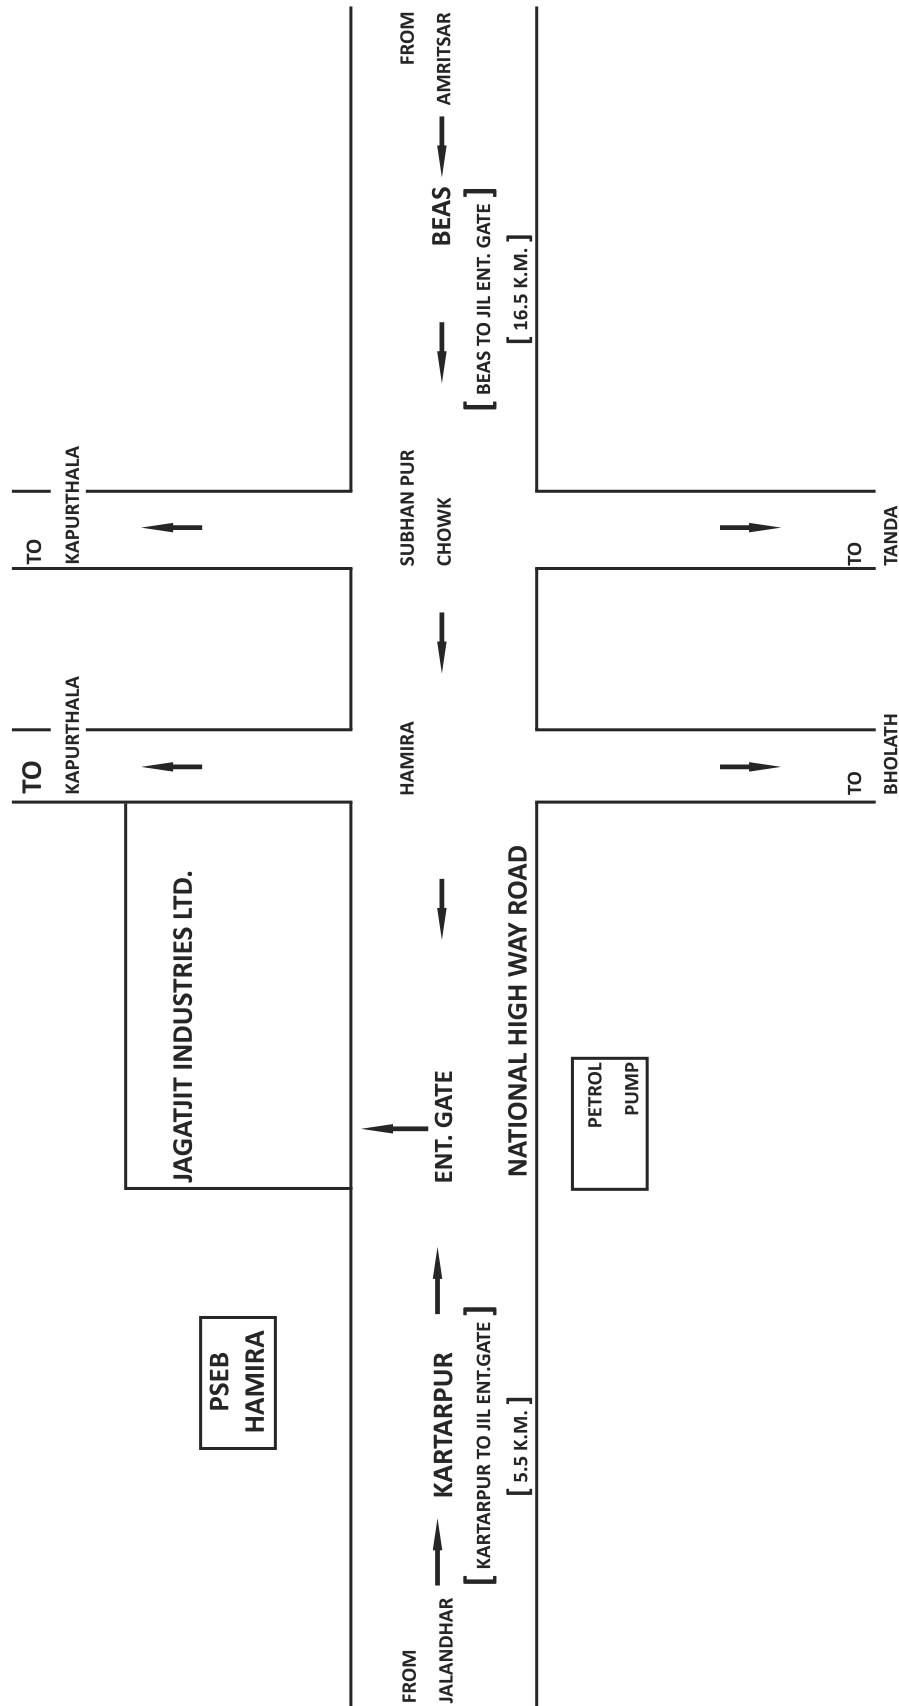 TO
KAPURTHALA
TO
KAPURTHALA
JAGATJIT INDUSTRIES LTD.
PSEB
HAMIRA
FROM
JALANDHAR
KARTARPUR
[ KARTARPUR TO JIL ENT.GATE ]
[ 5.5 K.M. ]
ENT. GATE
NATIONAL HIGH WAY ROAD
HAMIRA
SUBHAN PUR
CHOWK
BEAS
[ BEAS TO JIL ENT. GATE ]
[ 16.5 K.M. ]
FROM
AMRITSAR
PETROL
PUMP
TO
BHOLATH
TO
TANDA